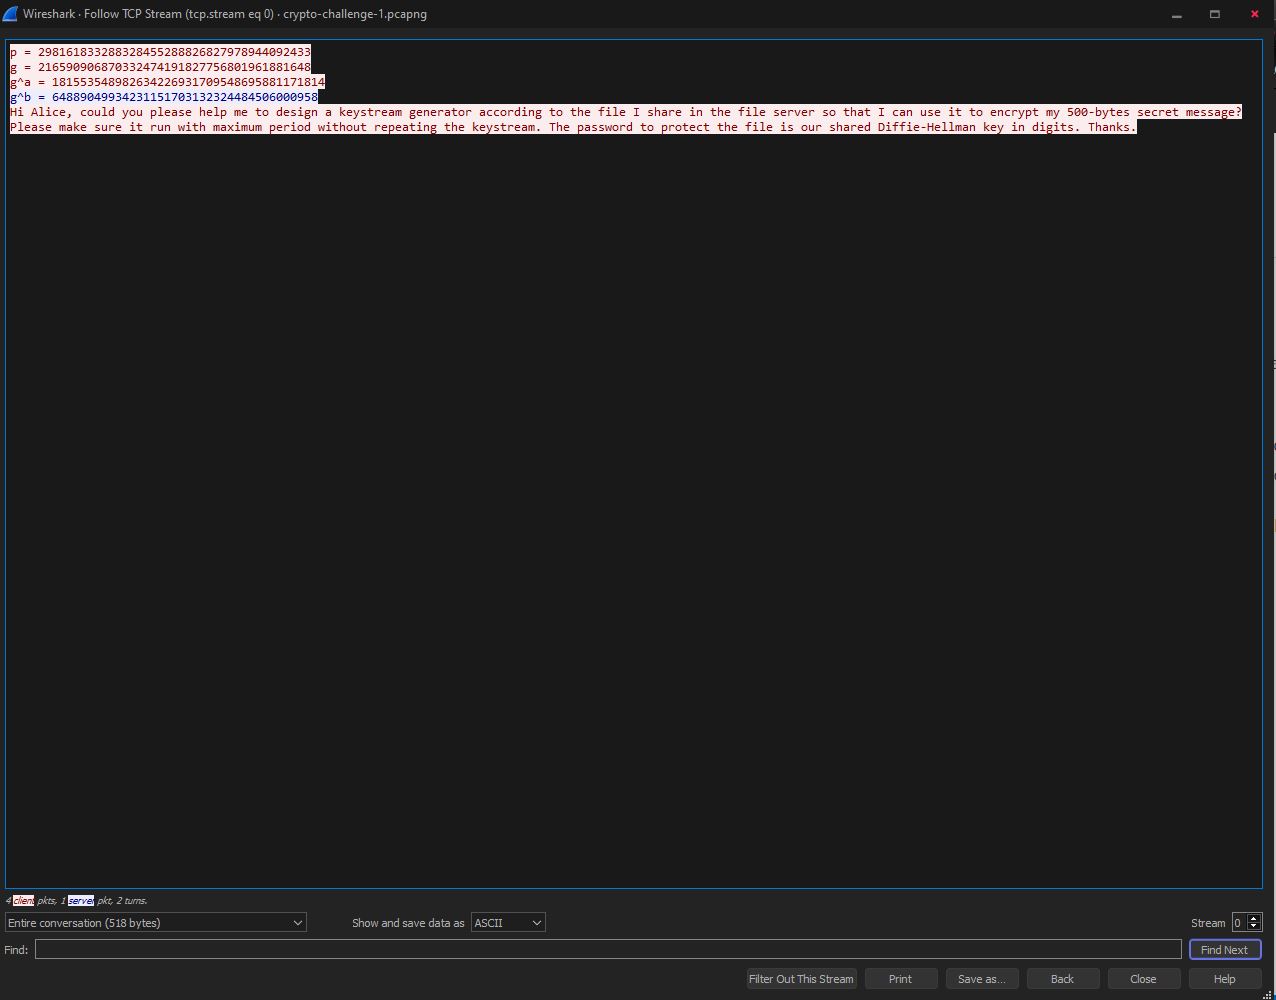 Wireshark · Follow TCP Stream (tcp.stream eq 0) · crypto-challenge-1.pcapng
p = 298161833288328455288826827978944092433
g = 216590906870332474191827756801961881648
g^a = 181553548982634226931709548695881171814
g^b = 64889049934231151703132324484506000958
Hi Alice, could you please help me to design a keystream generator according to the file I share in the file server so that I can use it to encrypt my 500-bytes secret message?
Please make sure it run with maximum period without repeating the keystream. The password to protect the file is our shared Diffie-Hellman key in digits. Thanks.
4 client pkts, 1 server pkt, 2 turns.
Entire conversation (518 bytes) Show and save data as ASCII Stream 0
Find: Find Next
Filter Out This Stream Print Save as... Back Close Help